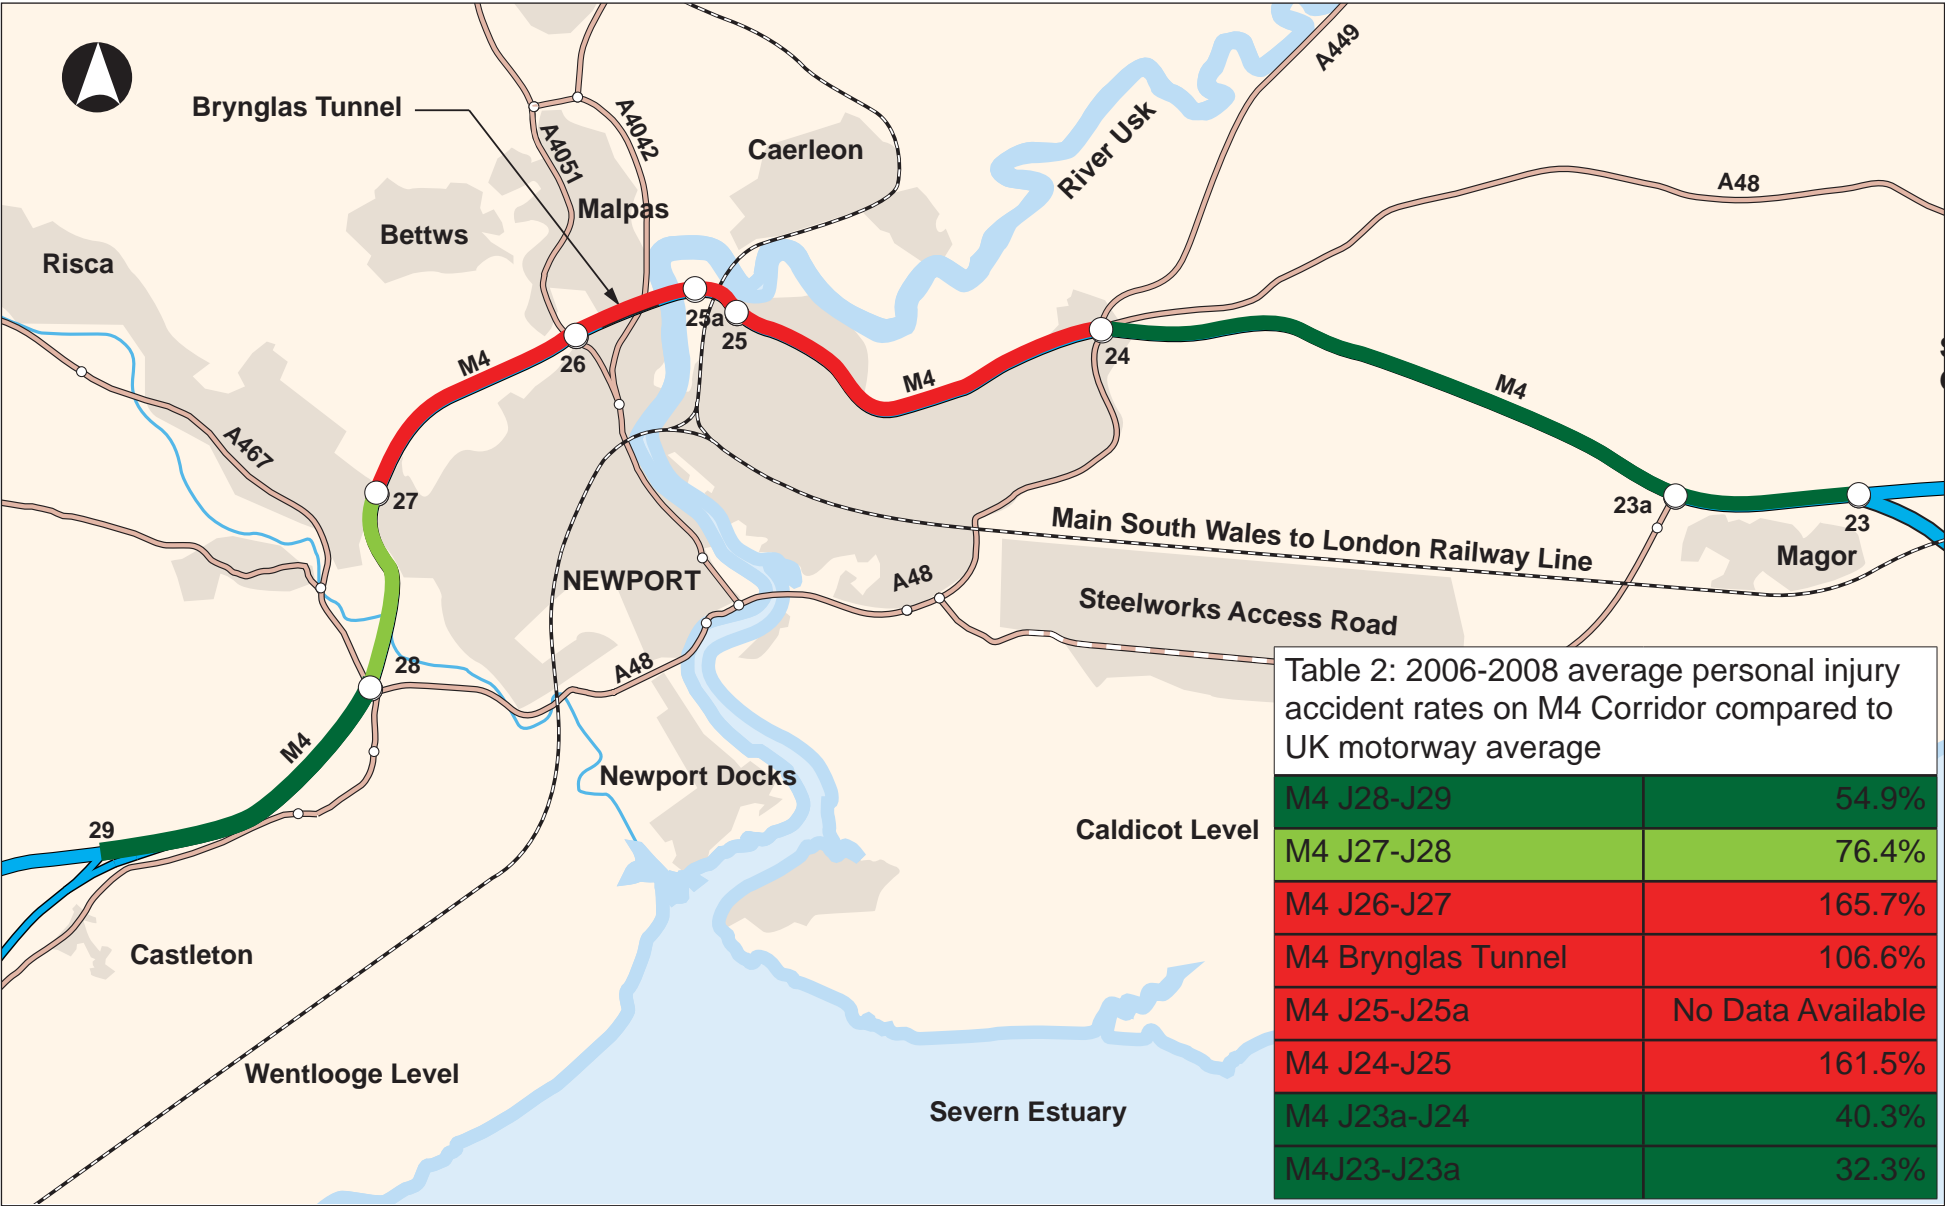 A449
Brynglas Tunnel
A4042
A4051
Caerleon
River Usk
A48
Malpas
Bettws
Risca
25a
25
26
24
M4
M4
M4
A467
27
23a
23
Main South Wales to London Railway Line
Magor
NEWPORT
A48
Steelworks Access Road
28
A48
M4
Newport Docks
29
Caldicot Level
Castleton
Wentlooge Level
Severn Estuary
Table 2: 2006-2008 average personal injury
accident rates on M4 Corridor compared to
UK motorway average
M4 J28-J29 54.9%
M4 J27-J28 76.4%
M4 J26-J27 165.7%
M4 Brynglas Tunnel 106.6%
M4 J25-J25a No Data Available
M4 J24-J25 161.5%
M4 J23a-J24 40.3%
M4J23-J23a 32.3%